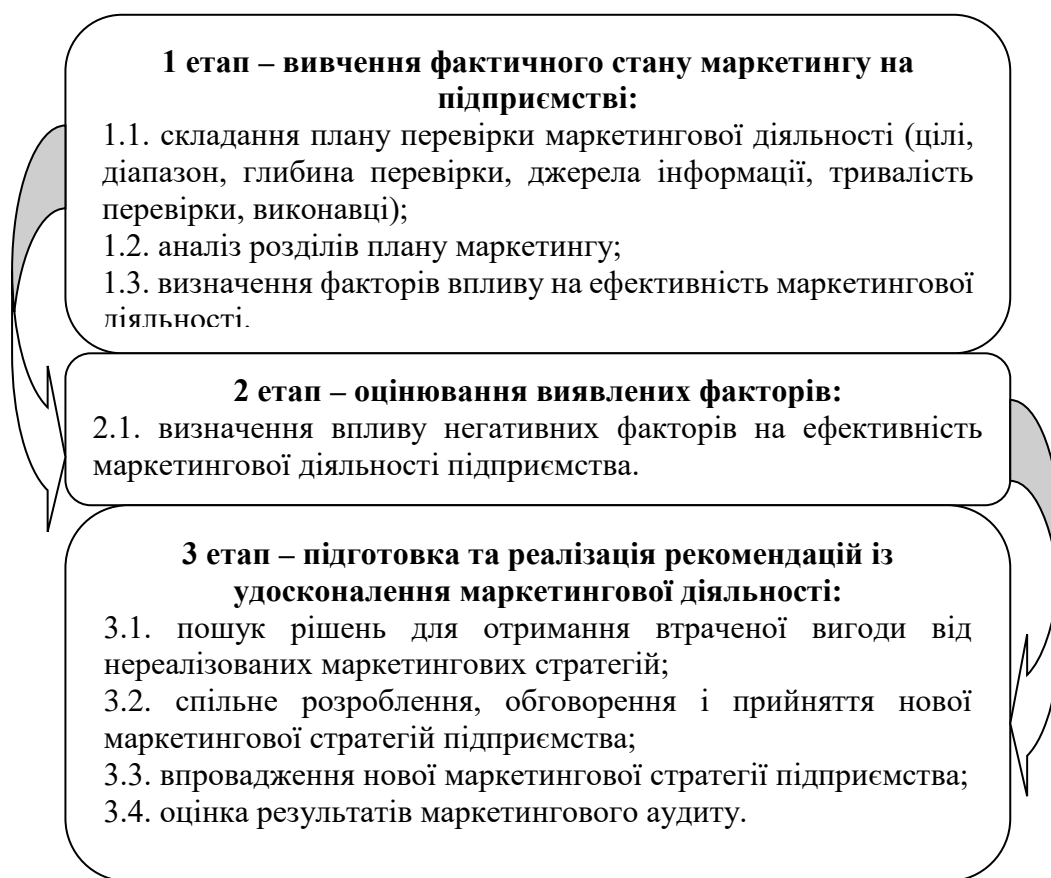 1 етап – вивчення фактичного стану маркетингу на
підприємстві:
1.1. складання плану перевірки маркетингової діяльності (цілі,
діапазон, глибина перевірки, джерела інформації, тривалість
перевірки, виконавці);
1.2. аналіз розділів плану маркетингу;
1.3. визначення факторів впливу на ефективність маркетингової
діяльності.
2 етап – оцінювання виявлених факторів:
2.1. визначення впливу негативних факторів на ефективність
маркетингової діяльності підприємства.
3 етап – підготовка та реалізація рекомендацій із
удосконалення маркетингової діяльності:
3.1. пошук рішень для отримання втраченої вигоди від
нереалізованих маркетингових стратегій;
3.2. спільне розроблення, обговорення і прийняття нової
маркетингової стратегій підприємства;
3.3. впровадження нової маркетингової стратегії підприємства;
3.4. оцінка результатів маркетингового аудиту.